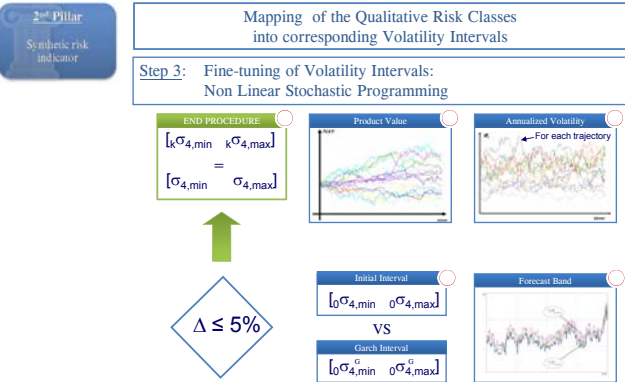 2nd Pillar
Synthetic risk
indicator
Mapping of the Qualitative Risk Classes
into corresponding Volatility Intervals
Step 3: Fine-tuning of Volatility Intervals:
Non Linear Stochastic Programming
END PROCEDURE
[kσ4,min kσ4,max]
=
[σ4,min σ4,max]
Product Value
Annualized Volatility
For each trajectory
Δ ≤ 5%
Initial Interval
[0σ4,min 0σ4,max]
VS
Garch Interval
[0σG4,min 0σG4,max]
Forecast Band